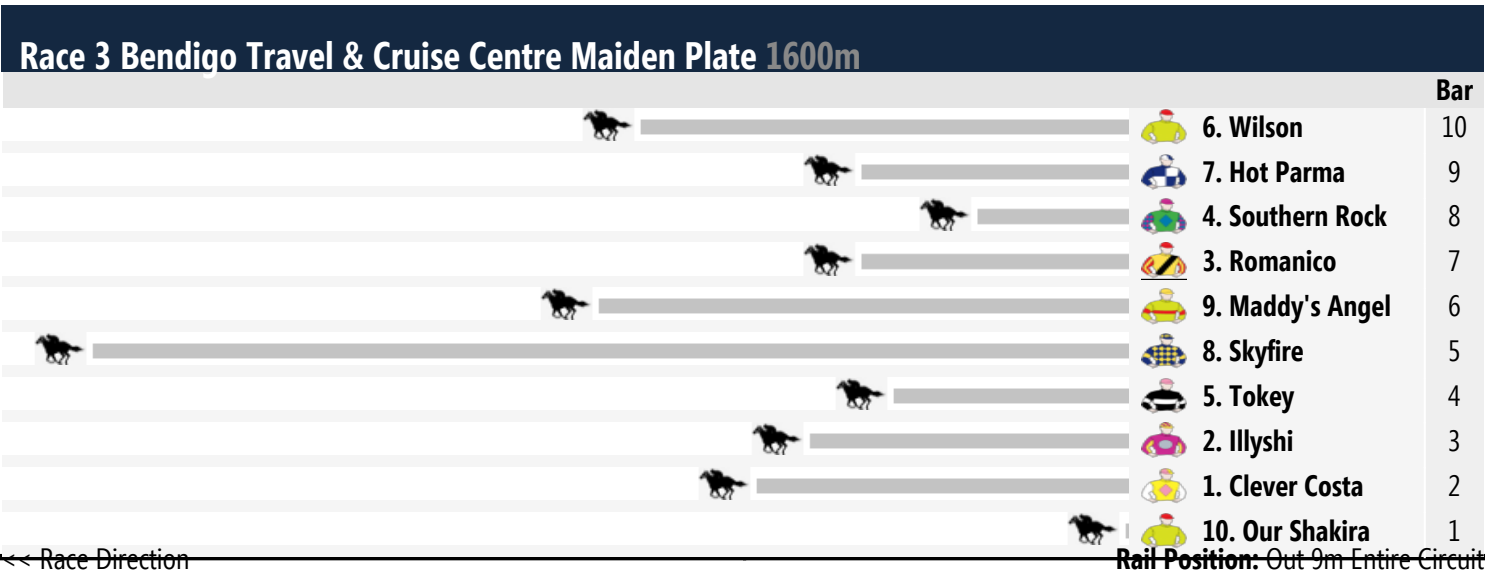 Race 3 Bendigo Travel & Cruise Centre Maiden Plate 1600m
Bar
6. Wilson 10
7. Hot Parma 9
4. Southern Rock 8
3. Romanico 7
9. Maddy's Angel 6
8. Skyfire 5
5. Tokey 4
2. Illyshi 3
1. Clever Costa 2
10. Our Shakira 1
<< Race Direction Rail Position: Out 9m Entire Circuit